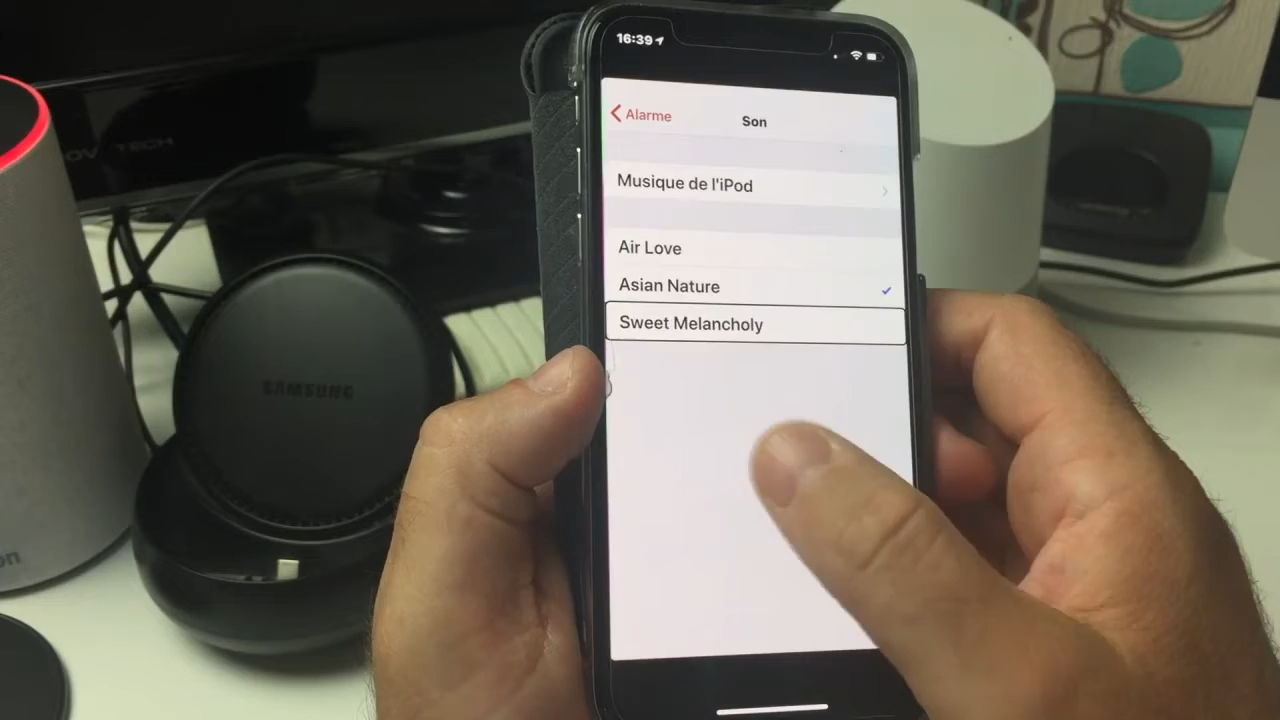 16:39
Alarme
Son
Musique de l'iPod
Air Love
Asian Nature
Sweet Melancholy
SAMSUNG